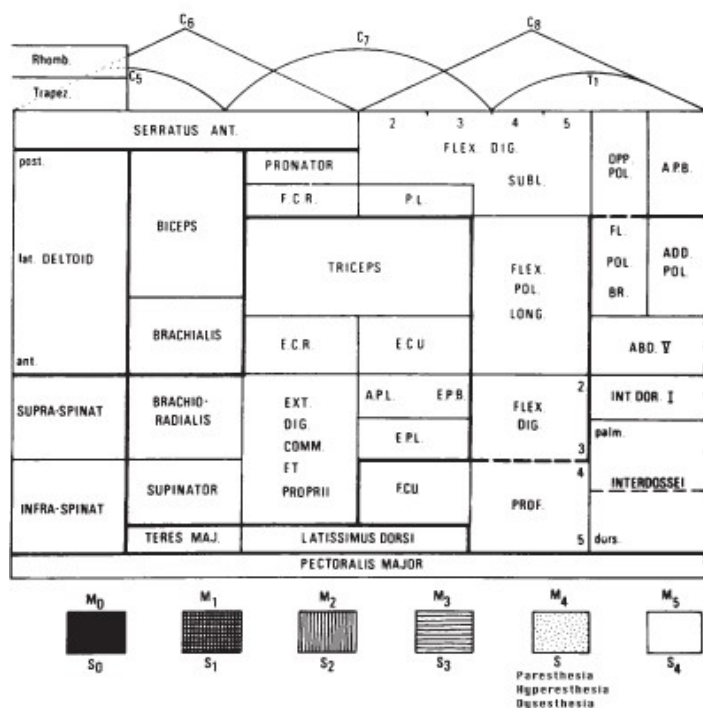 C6
C8
C7
Rhomb.
C5
T1
Trapez.
SERRATUS ANT.
2 3 4 5
FLEX. DIG.
SUBL.
OPP. POL.
A.P.B.
post.
PRONATOR
F.C.R.
P.L.
BICEPS
lat. DELTOID
TRICEPS
FLEX.
POL.
LONG.
FL.
POL.
BR.
ADD.
POL.
BRACHIALIS
E.C.R.
E.C.U
ABD. V
ant.
SUPRA-SPINAT
BRACHIO-
RADIALIS
EXT.
DIG.
COMM.
ET
PROPRII
A.P.L. E.P.B.
E.P.L.
2
FLEX.
DIG.
3
INT DOR. I
palm.
INTERDOSSEI
durs.
INFRA-SPINAT
SUPINATOR
F.C.U
4
PROF.
5
TERES MAJ.
LATISSIMUS DORSI
PECTORALIS MAJOR
M0 M1 M2 M3 M4 M5
S0 S1 S2 S3 S S4
Paresthesia
Hyperesthesia
Dysesthesia